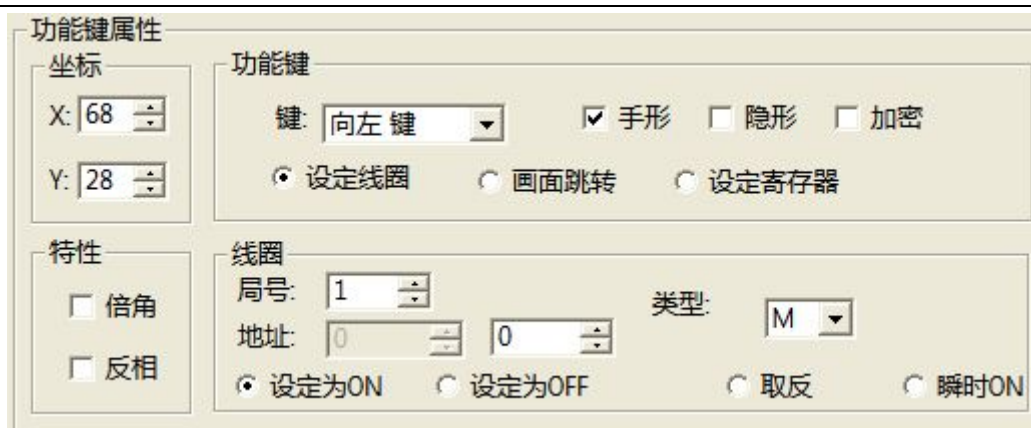 功能键属性
坐标
X: 68
Y: 28
功能键
键: 向左 键 手形 隐形 加密
设定线圈 画面跳转 设定寄存器
特性
倍角
反相
线圈
局号: 1
类型: M
地址: 0 0
设定为ON 设定为OFF 取反 瞬时ON